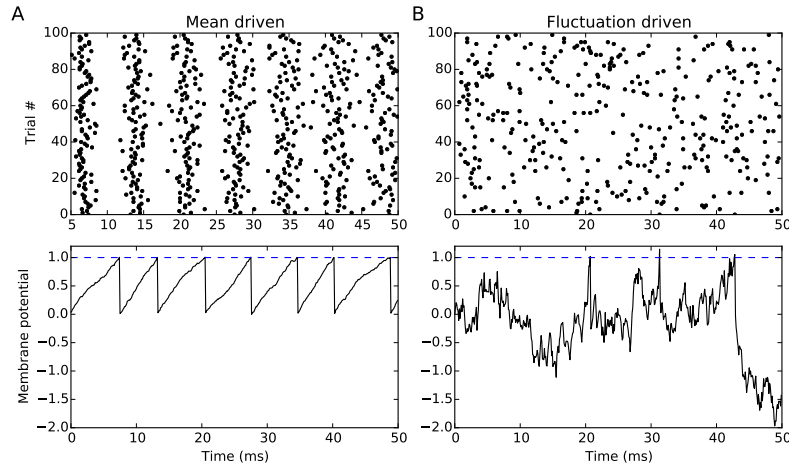 A
Mean driven
B
Fluctuation driven
Trial #
100
80
60
40
20
0
5 10 15 20 25 30 35 40 45 50
100
80
60
40
20
0
0 10 20 30 40 50
Membrane potential
1.0
0.5
0.0
−0.5
−1.0
−1.5
−2.0
0 10 20 30 40 50
Time (ms)
1.0
0.5
0.0
−0.5
−1.0
−1.5
−2.0
0 10 20 30 40 50
Time (ms)